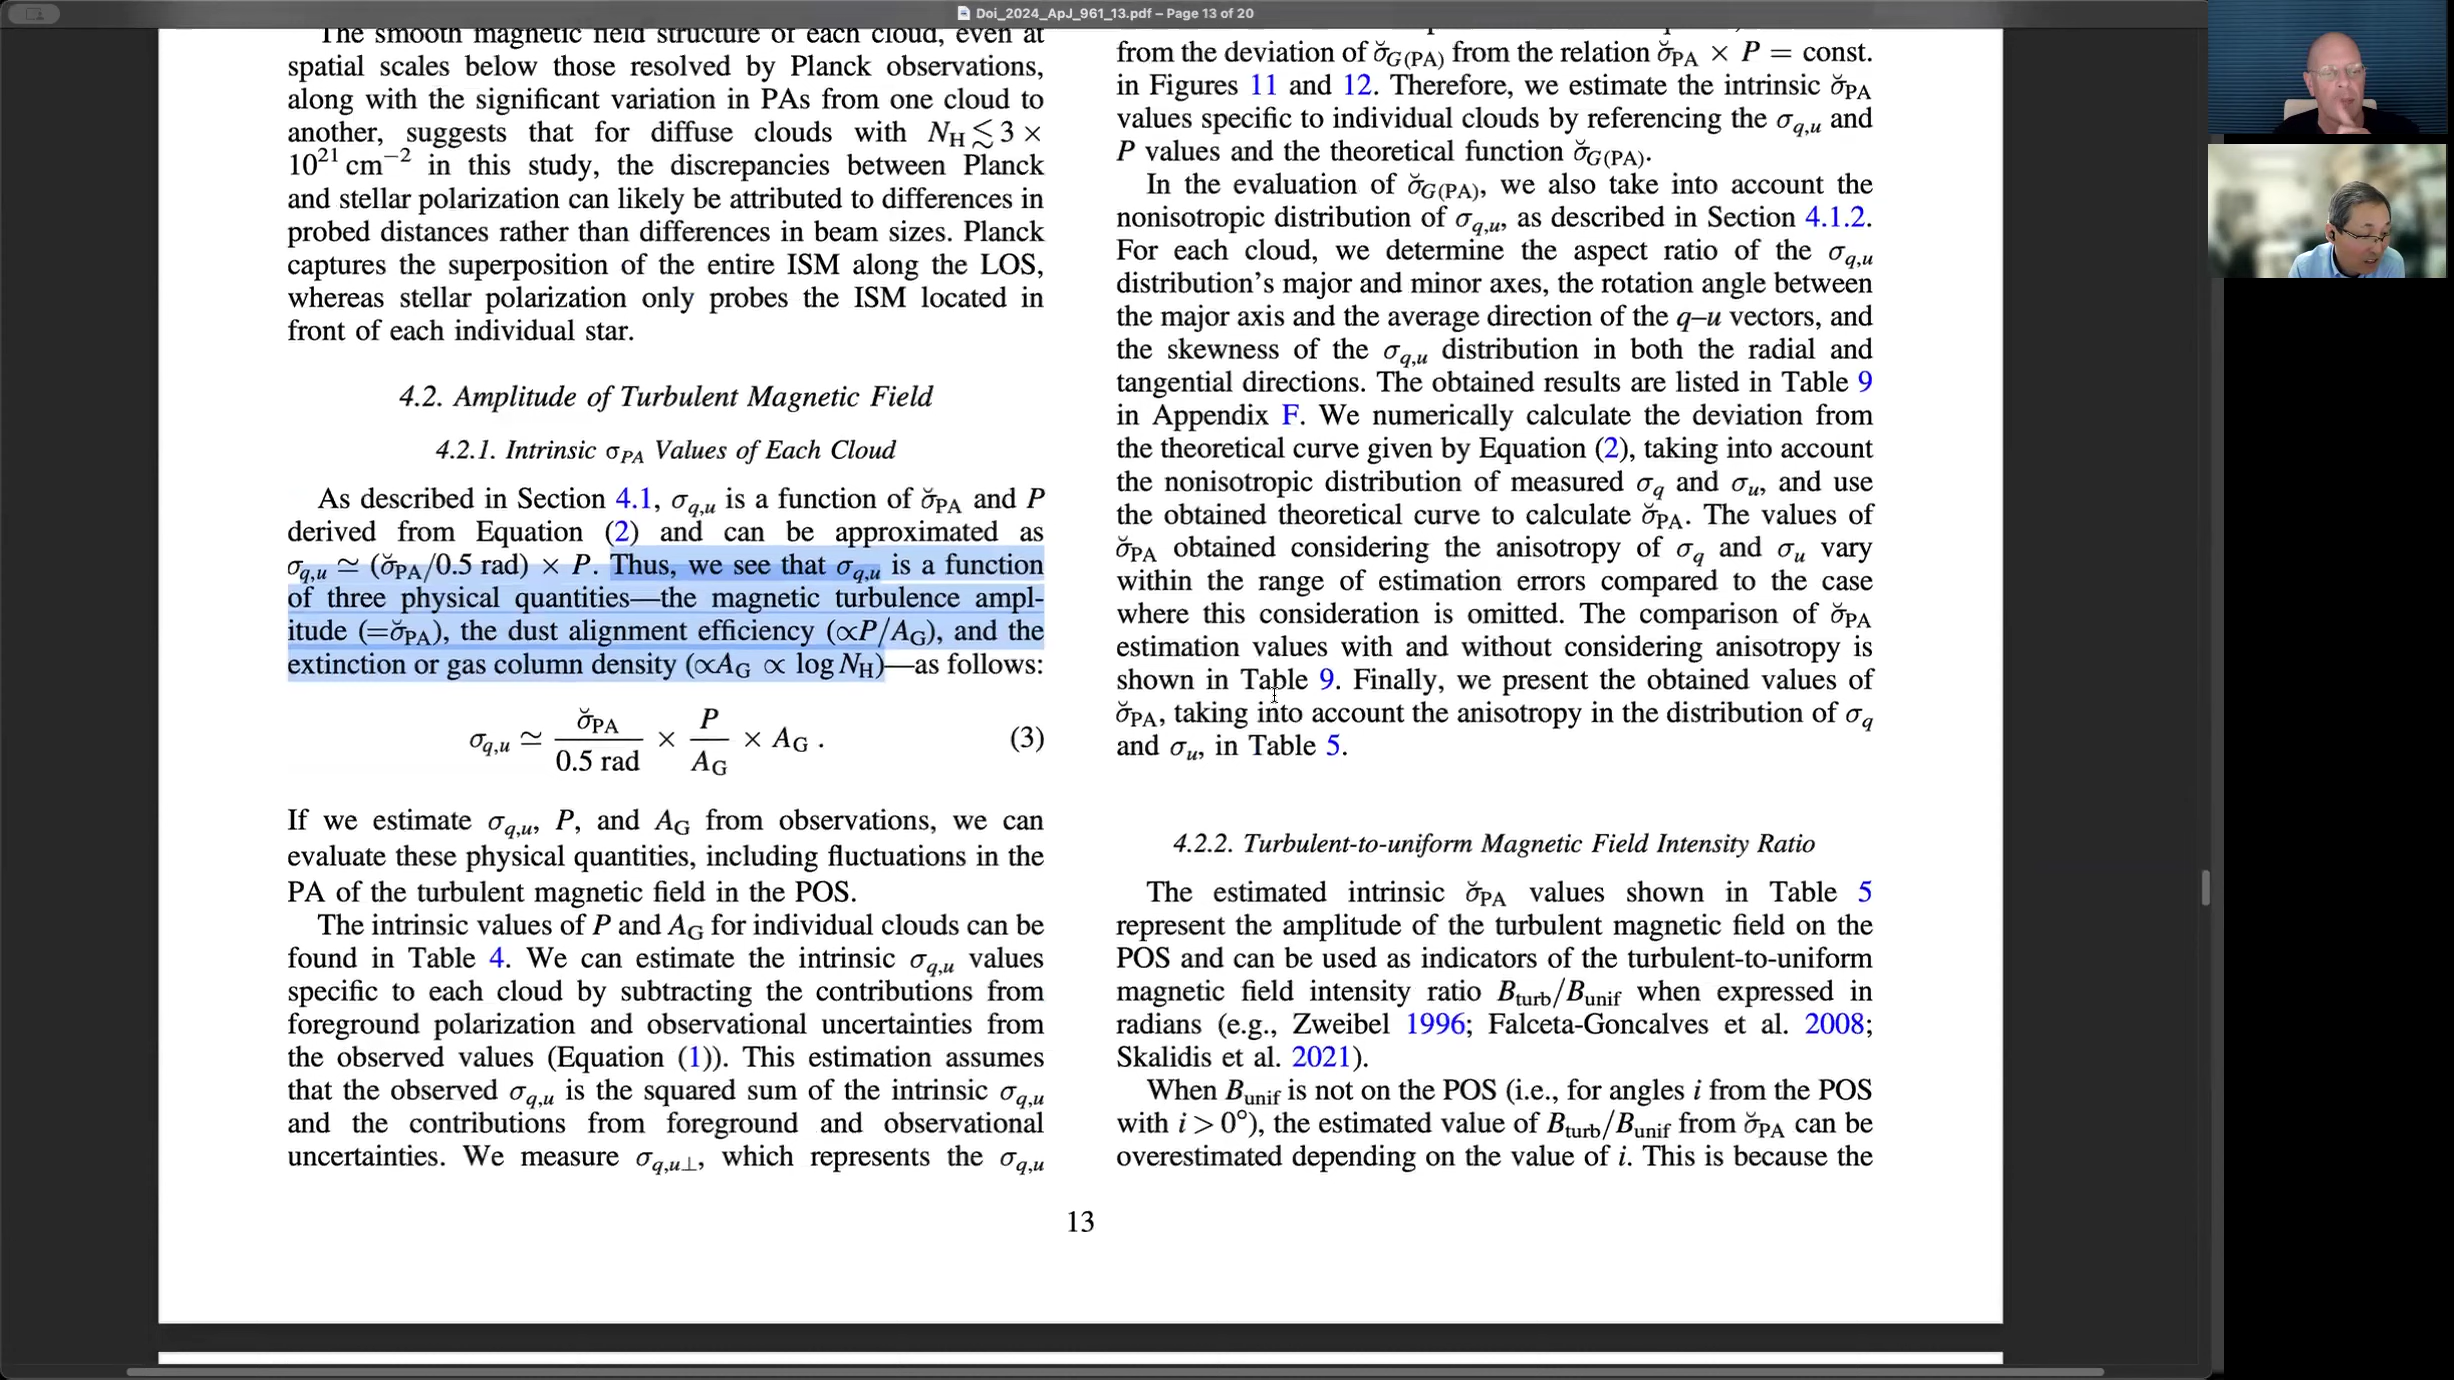 Doi_2024_ApJ_961_13.pdf – Page 13 of 20
The smooth magnetic field structure of each cloud, even at
spatial scales below those resolved by Planck observations,
along with the significant variation in PAs from one cloud to
another, suggests that for diffuse clouds with N_H ≲ 3 ×
10²¹ cm⁻² in this study, the discrepancies between Planck
and stellar polarization can likely be attributed to differences in
probed distances rather than differences in beam sizes. Planck
captures the superposition of the entire ISM along the LOS,
whereas stellar polarization only probes the ISM located in
front of each individual star.
4.2. Amplitude of Turbulent Magnetic Field
4.2.1. Intrinsic σ_PA Values of Each Cloud
As described in Section 4.1, σ_q,u is a function of σ̆_PA and P
derived from Equation (2) and can be approximated as
σ_q,u ≃ (σ̆_PA/0.5 rad) × P. Thus, we see that σ_q,u is a function
of three physical quantities—the magnetic turbulence ampl-
itude (=σ̆_PA), the dust alignment efficiency (∝P/A_G), and the
extinction or gas column density (∝A_G ∝ log N_H)—as follows:
σ_q,u ≃ σ̆_PA / 0.5 rad × P / A_G × A_G . (3)
If we estimate σ_q,u, P, and A_G from observations, we can
evaluate these physical quantities, including fluctuations in the
PA of the turbulent magnetic field in the POS.
The intrinsic values of P and A_G for individual clouds can be
found in Table 4. We can estimate the intrinsic σ_q,u values
specific to each cloud by subtracting the contributions from
foreground polarization and observational uncertainties from
the observed values (Equation (1)). This estimation assumes
that the observed σ_q,u is the squared sum of the intrinsic σ_q,u
and the contributions from foreground and observational
uncertainties. We measure σ_q,u⊥, which represents the σ_q,u
from the deviation of σ̆_G(PA) from the relation σ̆_PA × P = const.
in Figures 11 and 12. Therefore, we estimate the intrinsic σ̆_PA
values specific to individual clouds by referencing the σ_q,u and
P values and the theoretical function σ̆_G(PA).
In the evaluation of σ̆_G(PA), we also take into account the
nonisotropic distribution of σ_q,u, as described in Section 4.1.2.
For each cloud, we determine the aspect ratio of the σ_q,u
distribution's major and minor axes, the rotation angle between
the major axis and the average direction of the q–u vectors, and
the skewness of the σ_q,u distribution in both the radial and
tangential directions. The obtained results are listed in Table 9
in Appendix F. We numerically calculate the deviation from
the theoretical curve given by Equation (2), taking into account
the nonisotropic distribution of measured σ_q and σ_u, and use
the obtained theoretical curve to calculate σ̆_PA. The values of
σ̆_PA obtained considering the anisotropy of σ_q and σ_u vary
within the range of estimation errors compared to the case
where this consideration is omitted. The comparison of σ̆_PA
estimation values with and without considering anisotropy is
shown in Table 9. Finally, we present the obtained values of
σ̆_PA, taking into account the anisotropy in the distribution of σ_q
and σ_u, in Table 5.
4.2.2. Turbulent-to-uniform Magnetic Field Intensity Ratio
The estimated intrinsic σ̆_PA values shown in Table 5
represent the amplitude of the turbulent magnetic field on the
POS and can be used as indicators of the turbulent-to-uniform
magnetic field intensity ratio B_turb/B_unif when expressed in
radians (e.g., Zweibel 1996; Falceta-Goncalves et al. 2008;
Skalidis et al. 2021).
When B_unif is not on the POS (i.e., for angles i from the POS
with i > 0°), the estimated value of B_turb/B_unif from σ̆_PA can be
overestimated depending on the value of i. This is because the
13